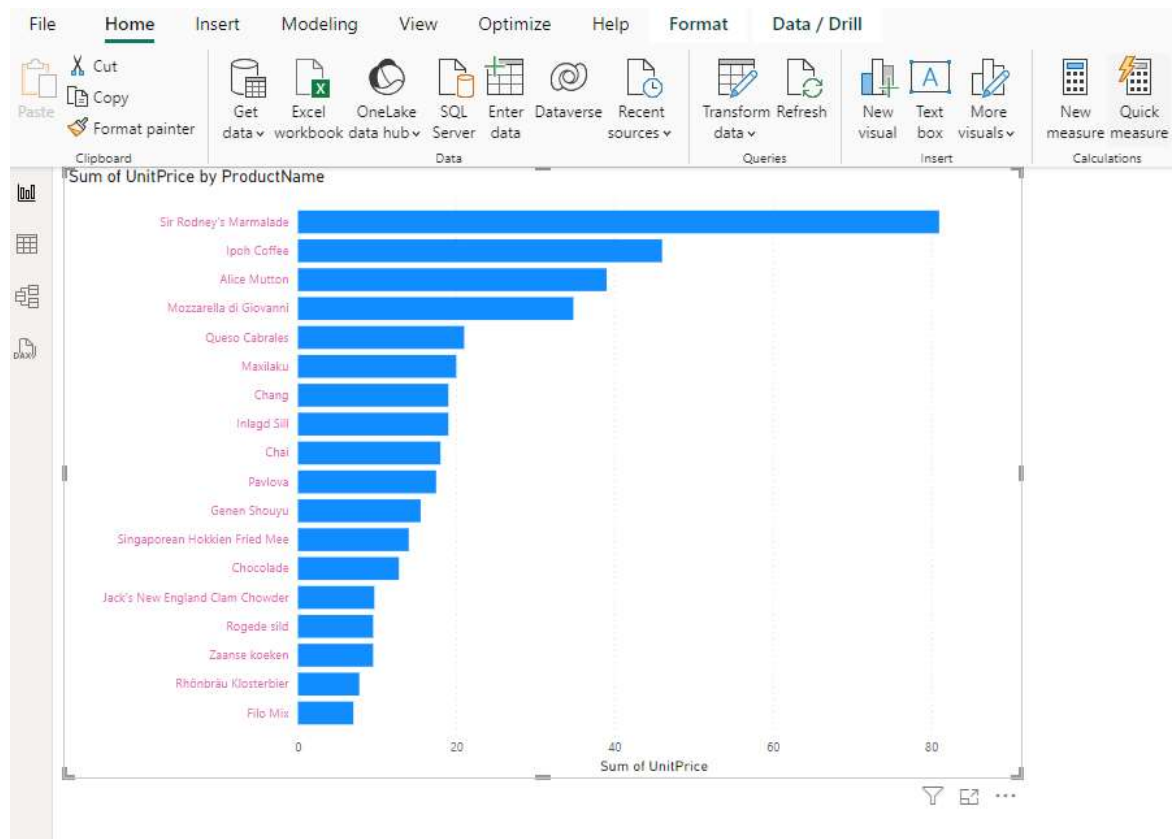 File Home Insert Modeling View Optimize Help Format Data / Drill
Paste
Cut
Copy
Format painter
Clipboard
Get data
Excel workbook
OneLake data hub
SQL Server
Enter data
Dataverse
Recent sources
Data
Transform data
Refresh
Queries
New visual
A
Text box
More visuals
Insert
New measure
Quick measure
Calculations
DAX
Sum of UnitPrice by ProductName
Sir Rodney's Marmalade
Ipoh Coffee
Alice Mutton
Mozzarella di Giovanni
Queso Cabrales
Maxilaku
Chang
Inlagd Sill
Chai
Pavlova
Genen Shouyu
Singaporean Hokkien Fried Mee
Chocolade
Jack's New England Clam Chowder
Rogede sild
Zaanse koeken
Rhönbräu Klosterbier
Filo Mix
0 20 40 60 80
Sum of UnitPrice